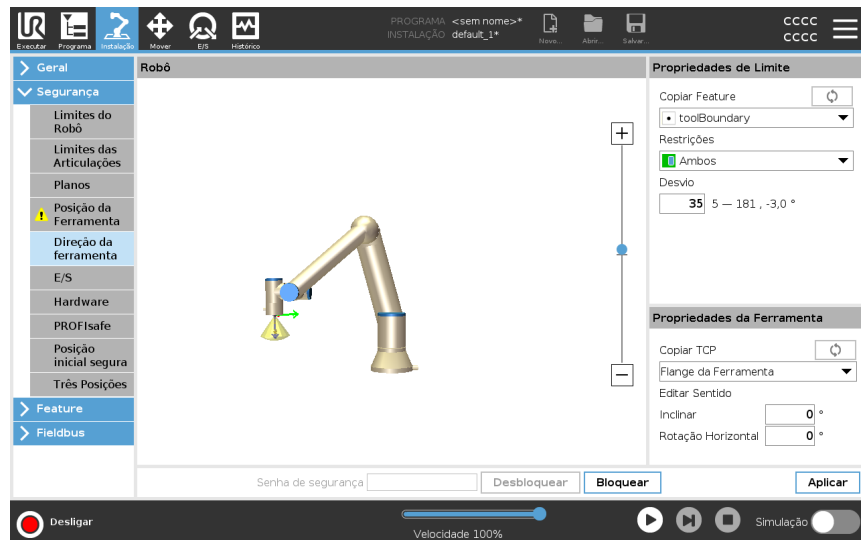 UR
Executar
Programa
Instalação
Mover
E/S
Histórico
PROGRAMA <sem nome>*
INSTALAÇÃO default_1*
Novo...
Abrir...
Salvar...
CCCC
CCCC
Geral
Segurança
Limites do
Robô
Limites das
Articulações
Planos
Posição da
Ferramenta
Direção da
ferramenta
E/S
Hardware
PROFIsafe
Posição
inicial segura
Três Posições
Feature
Fieldbus
Robô
+
−
Propriedades de Limite
Copiar Feature
toolBoundary
Restrições
Ambos
Desvio
35 5 — 181 , -3,0 °
Propriedades da Ferramenta
Copiar TCP
Flange da Ferramenta
Editar Sentido
Inclinar 0 °
Rotação Horizontal 0 °
Senha de segurança Desbloquear Bloquear Aplicar
Desligar
Velocidade 100%
Simulação